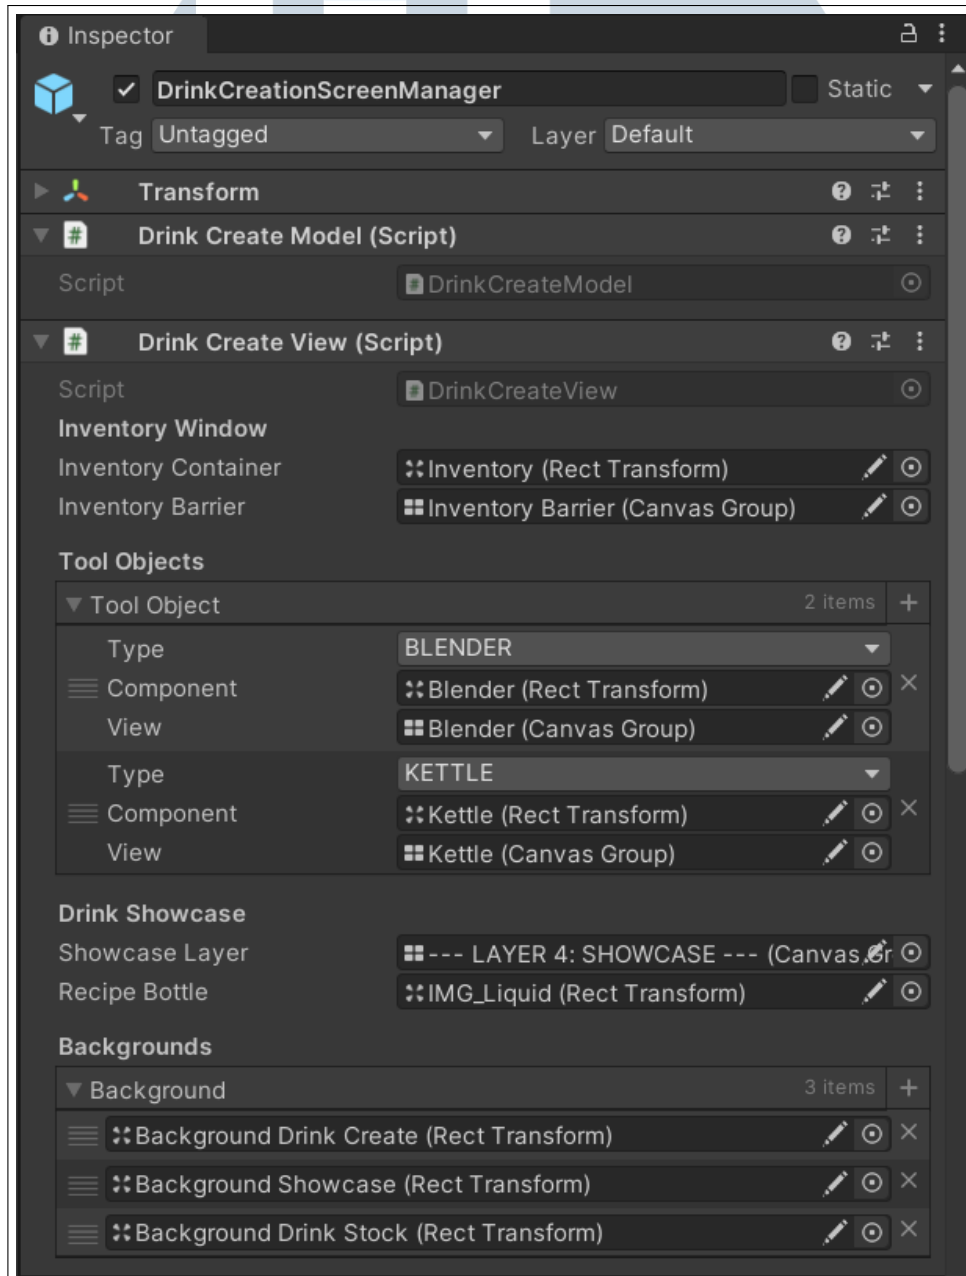 Inspector
DrinkCreationScreenManager Static
Tag Untagged Layer Default
Transform
# Drink Create Model (Script)
Script # DrinkCreateModel
# Drink Create View (Script)
Script # DrinkCreateView
Inventory Window
Inventory Container Inventory (Rect Transform)
Inventory Barrier Inventory Barrier (Canvas Group)
Tool Objects
Tool Object 2 items +
Type BLENDER
Component Blender (Rect Transform)
View Blender (Canvas Group)
Type KETTLE
Component Kettle (Rect Transform)
View Kettle (Canvas Group)
Drink Showcase
Showcase Layer --- LAYER 4: SHOWCASE --- (Canvas Gr
Recipe Bottle IMG_Liquid (Rect Transform)
Backgrounds
Background 3 items +
Background Drink Create (Rect Transform)
Background Showcase (Rect Transform)
Background Drink Stock (Rect Transform)